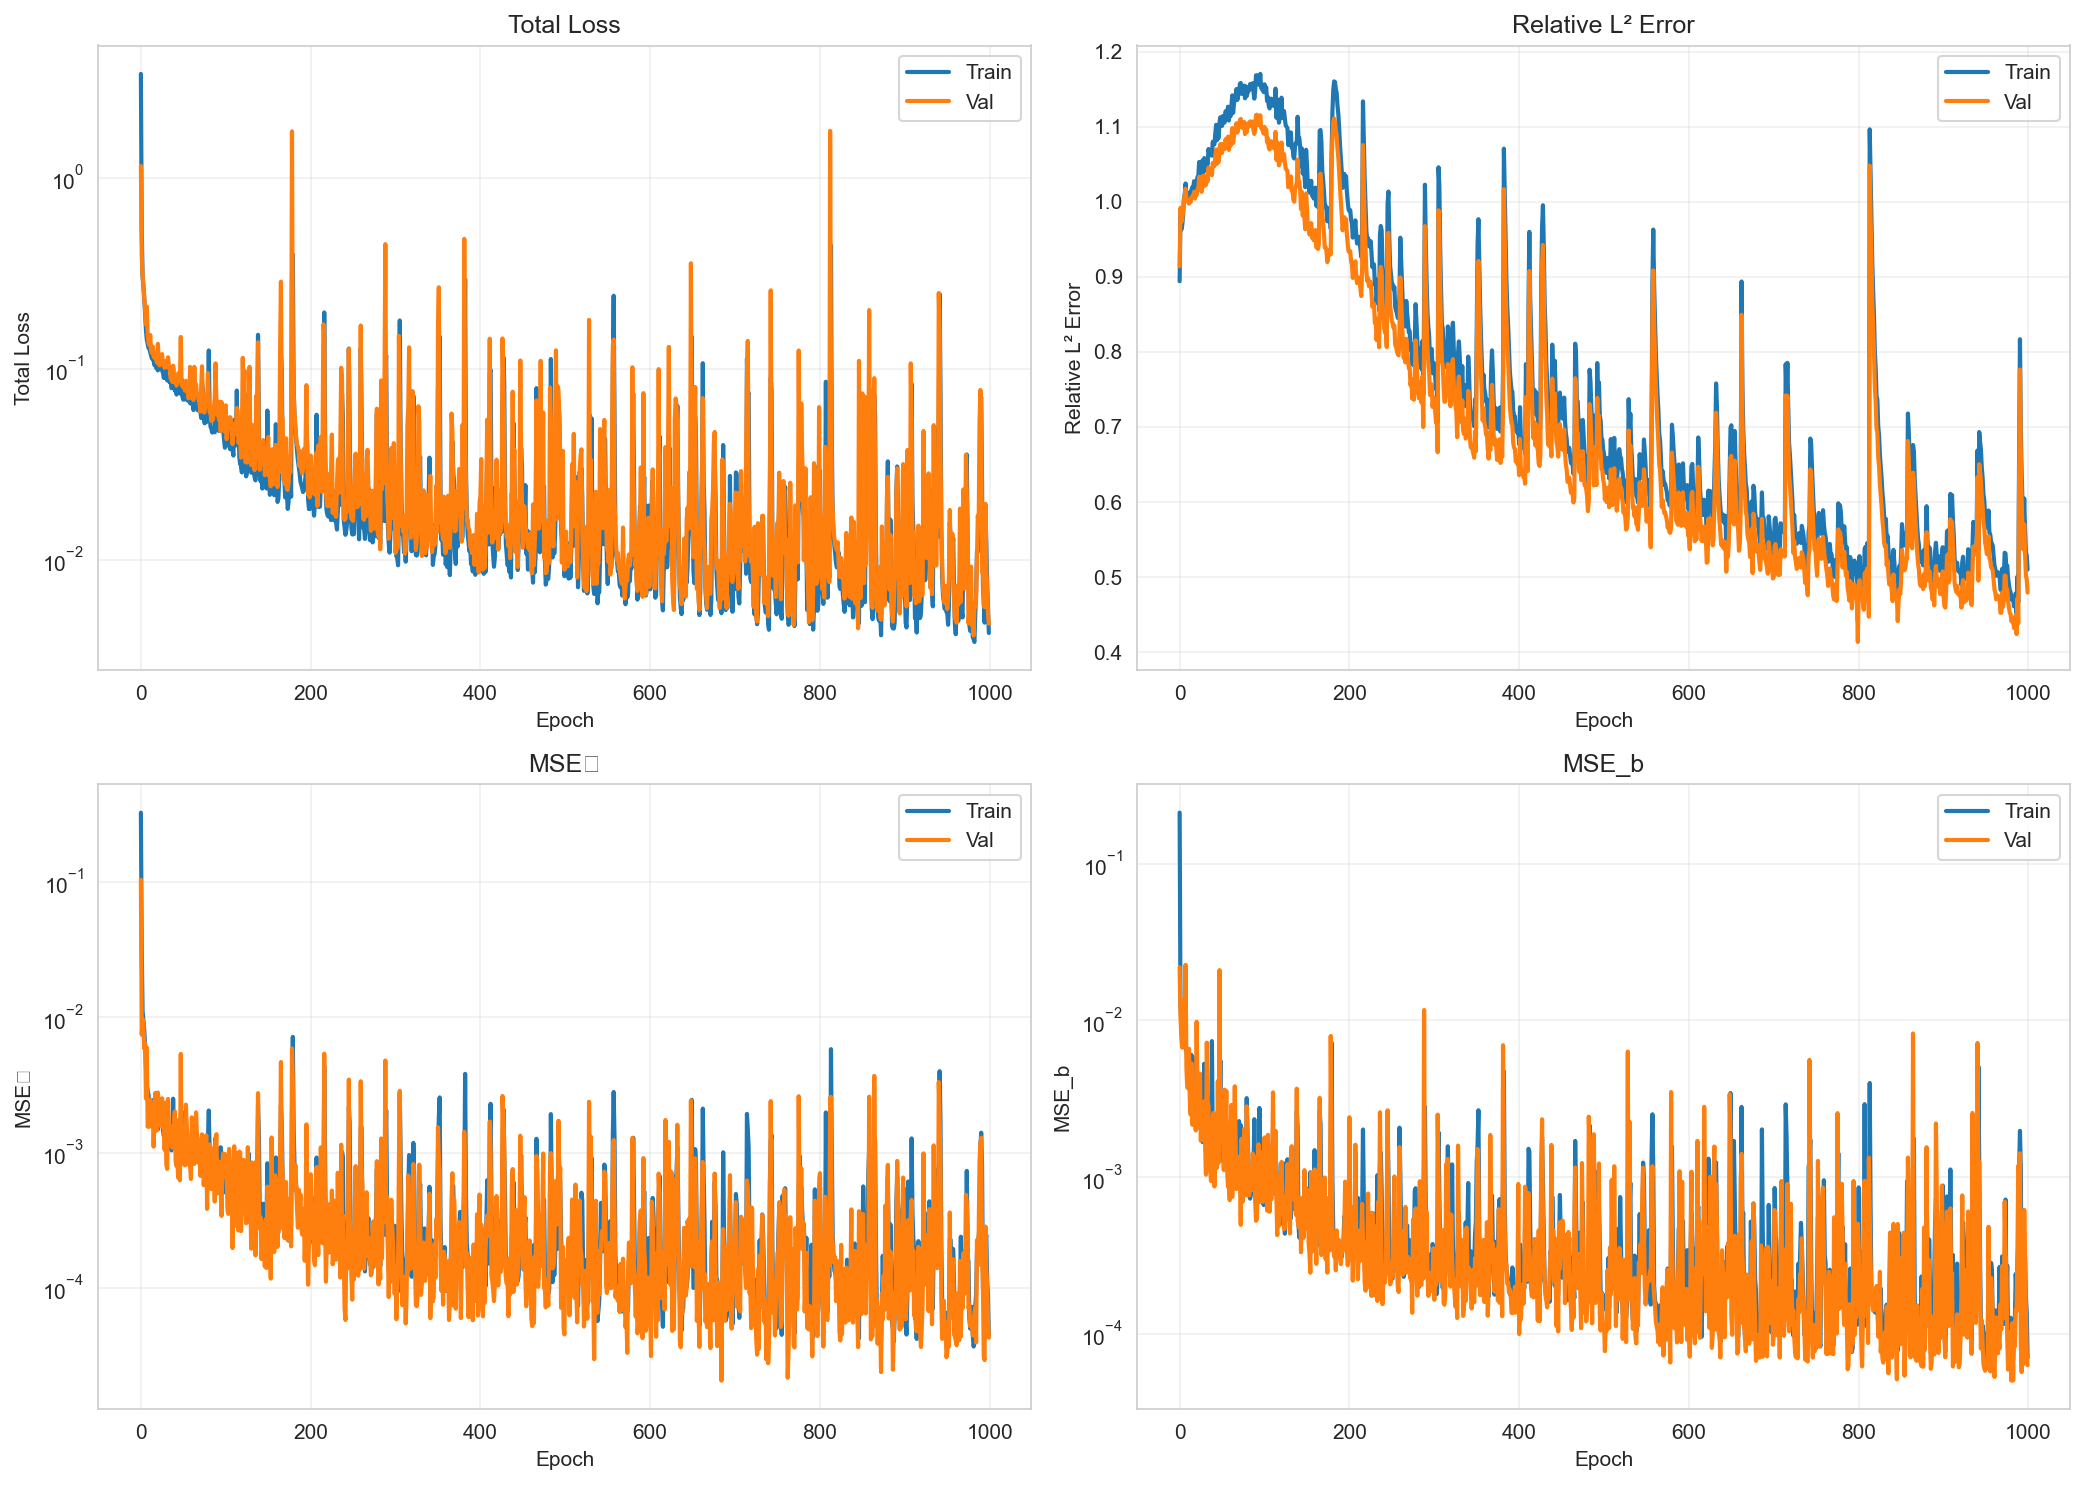 Total Loss
Total Loss
10⁰
10⁻¹
10⁻²
0 200 400 600 800 1000
Epoch
Train
Val
Relative L² Error
Relative L² Error
1.2
1.1
1.0
0.9
0.8
0.7
0.6
0.5
0.4
0 200 400 600 800 1000
Epoch
Train
Val
MSE□
MSE□
10⁻¹
10⁻²
10⁻³
10⁻⁴
0 200 400 600 800 1000
Epoch
Train
Val
MSE_b
MSE_b
10⁻¹
10⁻²
10⁻³
10⁻⁴
0 200 400 600 800 1000
Epoch
Train
Val